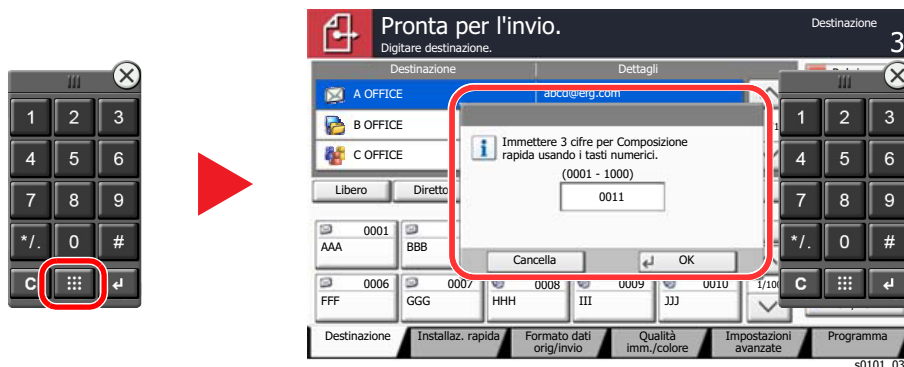 1 2 3
4 5 6
7 8 9
*/. 0 #
C
Pronta per l'invio.
Digitare destinazione.
Destinazione
3
Destinazione Dettagli
A OFFICE abcd@efg.com
B OFFICE
C OFFICE
Immettere 3 cifre per Composizione
rapida usando i tasti numerici.
(0001 - 1000)
0011
Cancella OK
Libero Diretto
0001
AAA BBB
0006 0007 0008 0009 0010
FFF GGG HHH III JJJ
1/100
1 2 3
4 5 6
7 8 9
*/. 0 #
C
Destinazione Installaz. rapida Formato dati Qualità Impostazioni Programma
orig/invio imm./colore avanzate
s0101_03